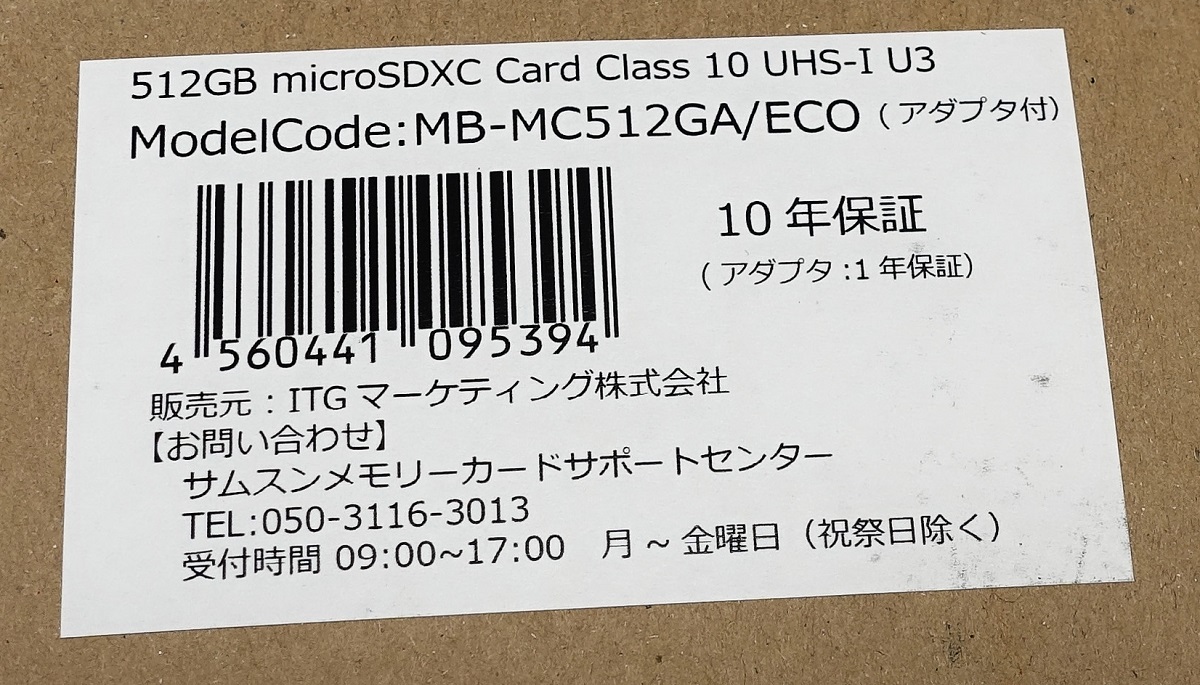 512GB microSDXC Card Class 10 UHS-I U3
ModelCode:MB-MC512GA/ECO（アダプタ付）
10 年保証
（アダプタ:1 年保証）
4 560441 095394
販売元：ITG マーケティング株式会社
【お問い合わせ】
サムスンメモリーカードサポートセンター
TEL:050-3116-3013
受付時間 09:00~17:00　月 ~ 金曜日（祝祭日除く）